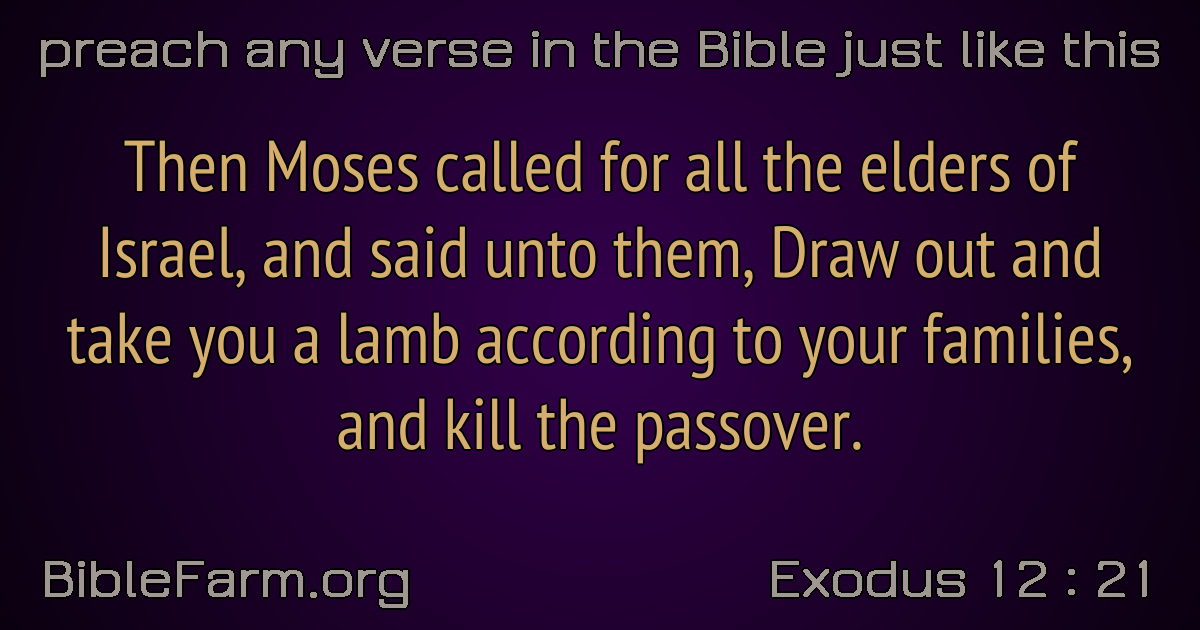 preach any verse in the Bible just like this
Then Moses called for all the elders of
Israel, and said unto them, Draw out and
take you a lamb according to your families,
and kill the passover.
BibleFarm.org
Exodus 12 : 21